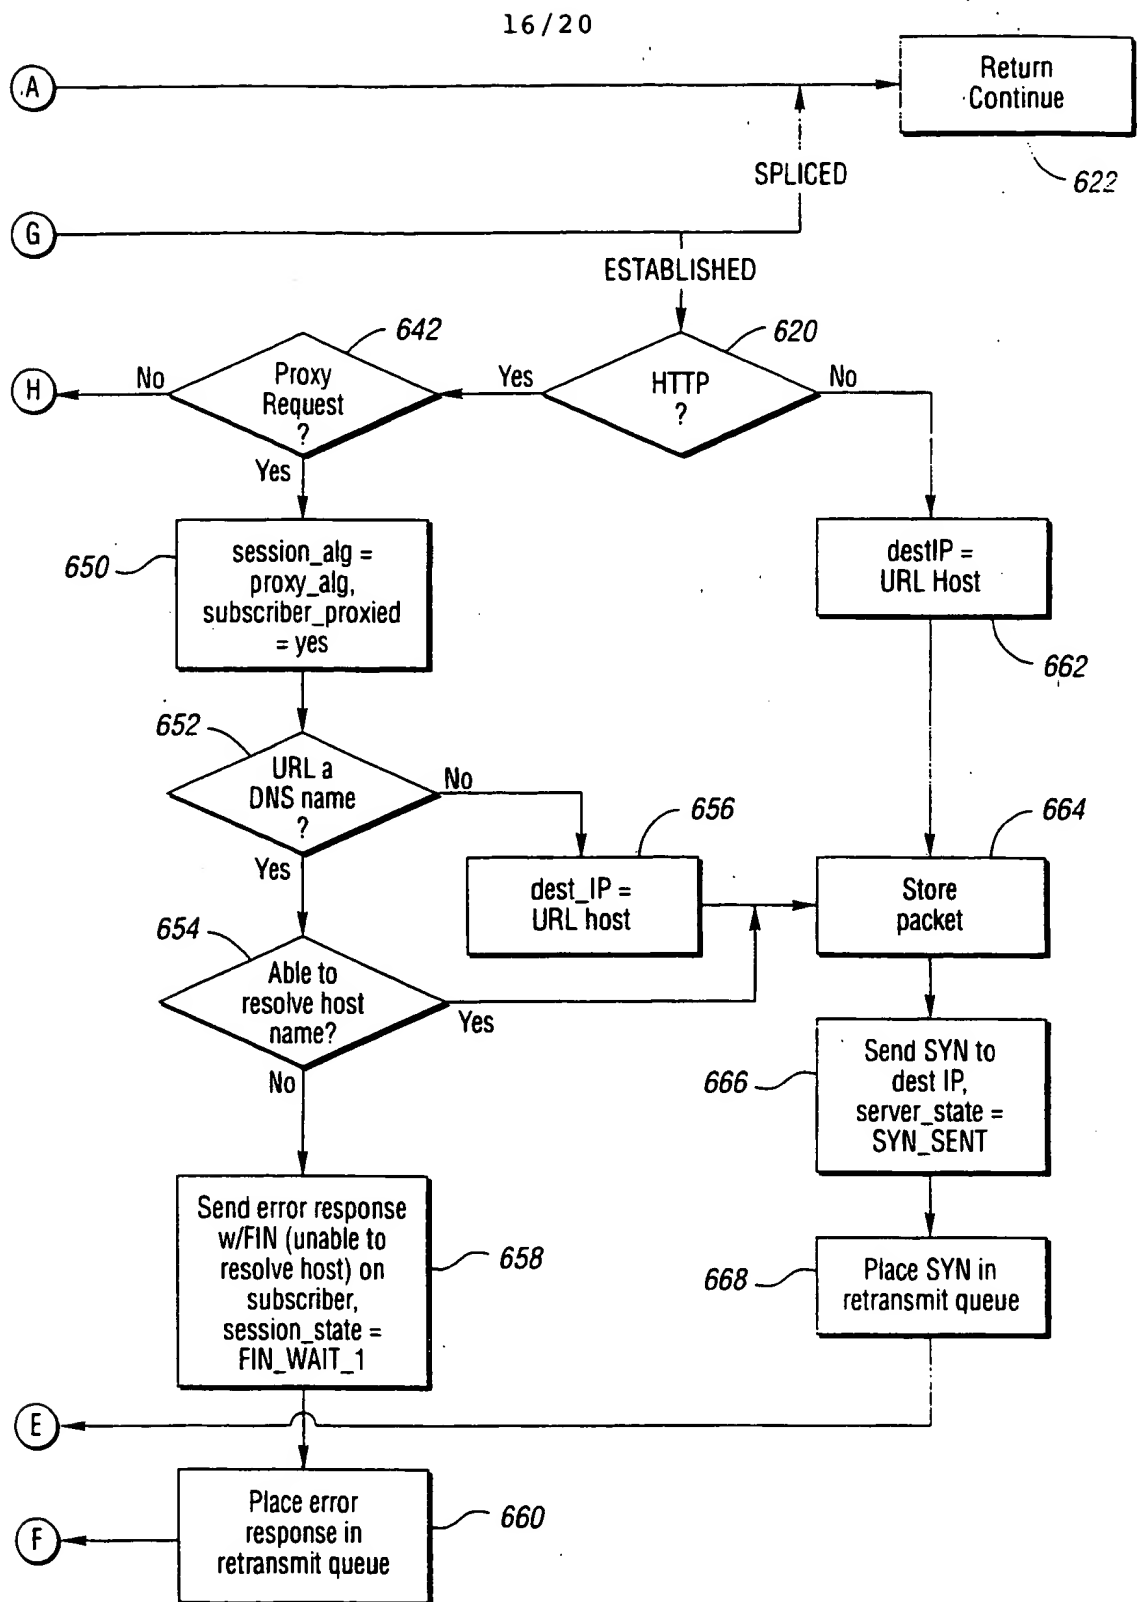 16/20
A
Return
Continue
622
SPLICED
G
ESTABLISHED
642
620
H
No
Proxy
Request
?
Yes
HTTP
?
No
Yes
650
session_alg =
proxy_alg,
subscriber_proxied
= yes
destIP =
URL Host
662
652
URL a
DNS name
?
No
Yes
656
664
dest_IP =
URL host
Store
packet
654
Able to
resolve host
name?
Yes
No
666
Send SYN to
dest IP,
server_state =
SYN_SENT
Send error response
w/FIN (unable to
resolve host) on
subscriber,
session_state =
FIN_WAIT_1
658
668
Place SYN in
retransmit queue
E
Place error
response in
retransmit queue
660
F